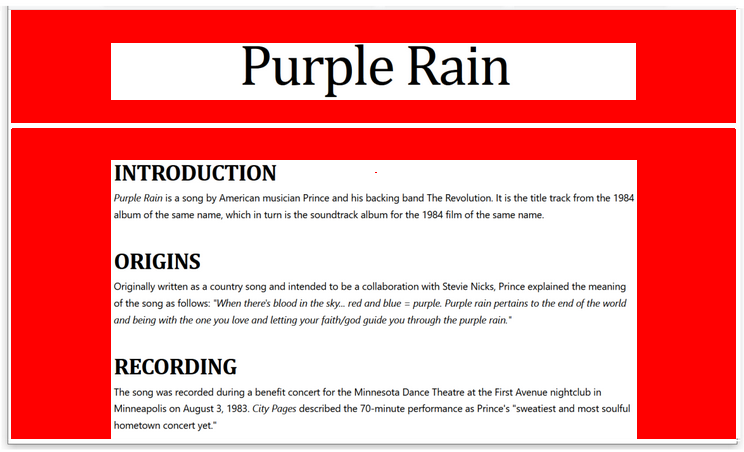 Purple Rain
INTRODUCTION
Purple Rain is a song by American musician Prince and his backing band The Revolution. It is the title track from the 1984
album of the same name, which in turn is the soundtrack album for the 1984 film of the same name.
ORIGINS
Originally written as a country song and intended to be a collaboration with Stevie Nicks, Prince explained the meaning
of the song as follows: "When there's blood in the sky... red and blue = purple. Purple rain pertains to the end of the world
and being with the one you love and letting your faith/god guide you through the purple rain."
RECORDING
The song was recorded during a benefit concert for the Minnesota Dance Theatre at the First Avenue nightclub in
Minneapolis on August 3, 1983. City Pages described the 70-minute performance as Prince's "sweatiest and most soulful
hometown concert yet."